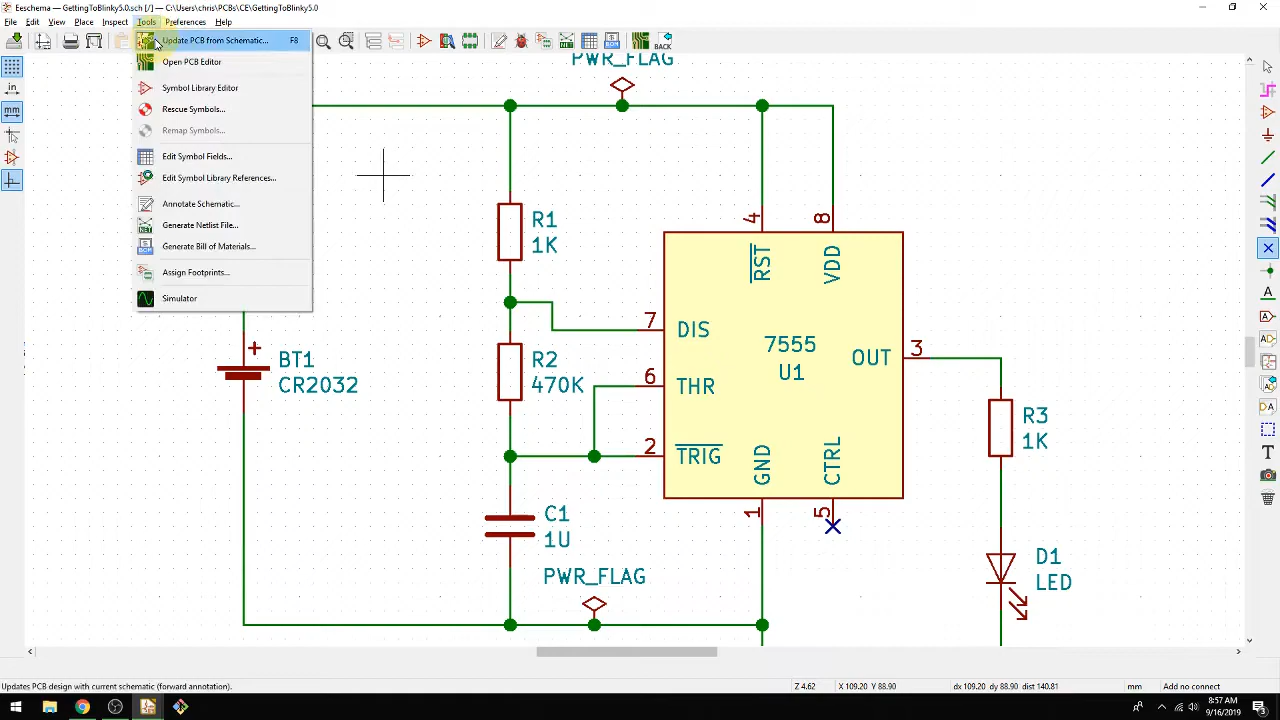 Eeschema — GettingToBlinky5.0.sch [/] — C:\Users\chris\PCBs\CE\GettingToBlinky5.0
File Edit View Place Inspect Tools Preferences Help
Update PCB from Schematic... F8
Open PCB Editor
Symbol Library Editor
Rescue Symbols...
Remap Symbols...
Edit Symbol Fields...
Edit Symbol Library References...
Annotate Schematic...
Generate Netlist File...
Generate Bill of Materials...
Assign Footprints...
Simulator
NET
BOM
BACK
in
mm
PWR_FLAG
R1
1K
4
8
RST
VDD
7
DIS
7555
U1
OUT
3
BT1
CR2032
R2
470K
6
THR
2
TRIG
GND
CTRL
R3
1K
1
5
C1
1U
PWR_FLAG
D1
LED
Updates PCB design with current schematic (forward annotation).
Z 4.62
X 109.20 Y 88.90
dx 109.20 dy 88.90 dist 140.81
mm
Add no connect
8:57 AM
9/16/2019